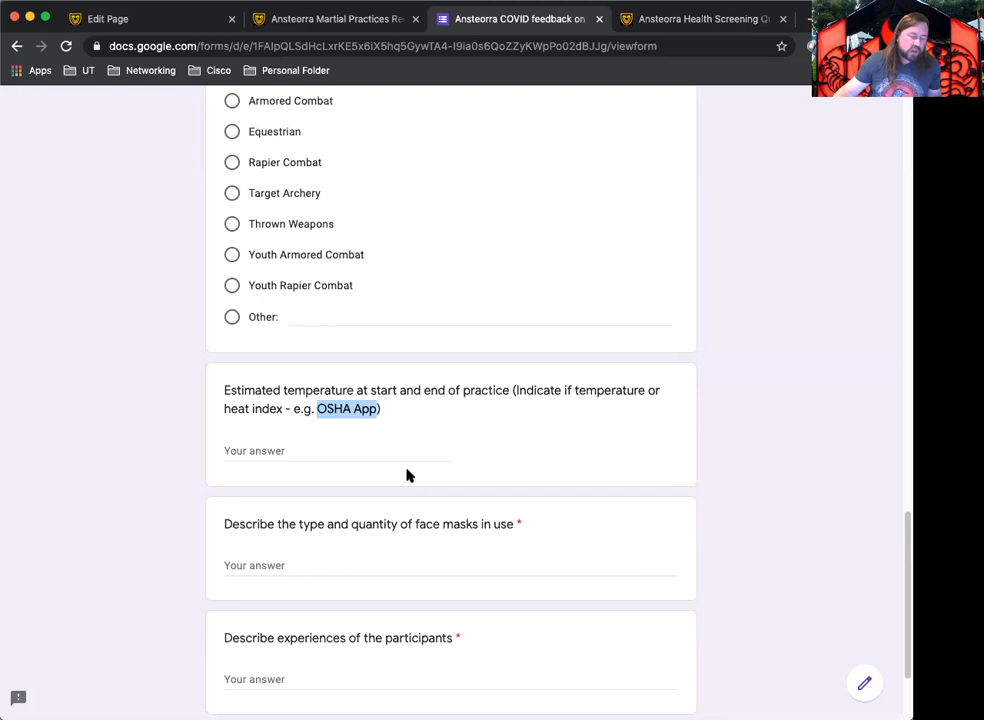 Edit Page
Ansteorra Martial Practices Re
Ansteorra COVID feedback on
Ansteorra Health Screening Q
docs.google.com/forms/d/e/1FAIpQLSdHcLxrKE5x6iX5hq5GywTA4-I9ia0s6QoZZyKWpPo02dBJJg/viewform
Apps
UT
Networking
Cisco
Personal Folder
Armored Combat
Equestrian
Rapier Combat
Target Archery
Thrown Weapons
Youth Armored Combat
Youth Rapier Combat
Other:
Estimated temperature at start and end of practice (Indicate if temperature or
heat index - e.g. OSHA App)
Your answer
Describe the type and quantity of face masks in use *
Your answer
Describe experiences of the participants *
Your answer